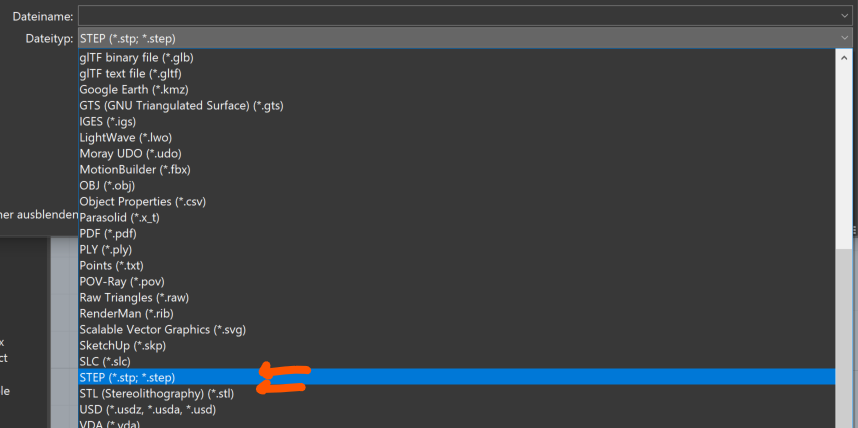 Dateiname:
Dateityp: STEP (*.stp; *.step)
glTF binary file (*.glb)
glTF text file (*.gltf)
Google Earth (*.kmz)
GTS (GNU Triangulated Surface) (*.gts)
IGES (*.igs)
LightWave (*.lwo)
Moray UDO (*.udo)
MotionBuilder (*.fbx)
OBJ (*.obj)
Object Properties (*.csv)
ner ausblenden
Parasolid (*.x_t)
PDF (*.pdf)
PLY (*.ply)
Points (*.txt)
POV-Ray (*.pov)
Raw Triangles (*.raw)
RenderMan (*.rib)
Scalable Vector Graphics (*.svg)
x
SketchUp (*.skp)
ct
SLC (*.slc)
STEP (*.stp; *.step)
le
STL (Stereolithography) (*.stl)
USD (*.usdz, *.usda, *.usd)
VDA (*.vda)